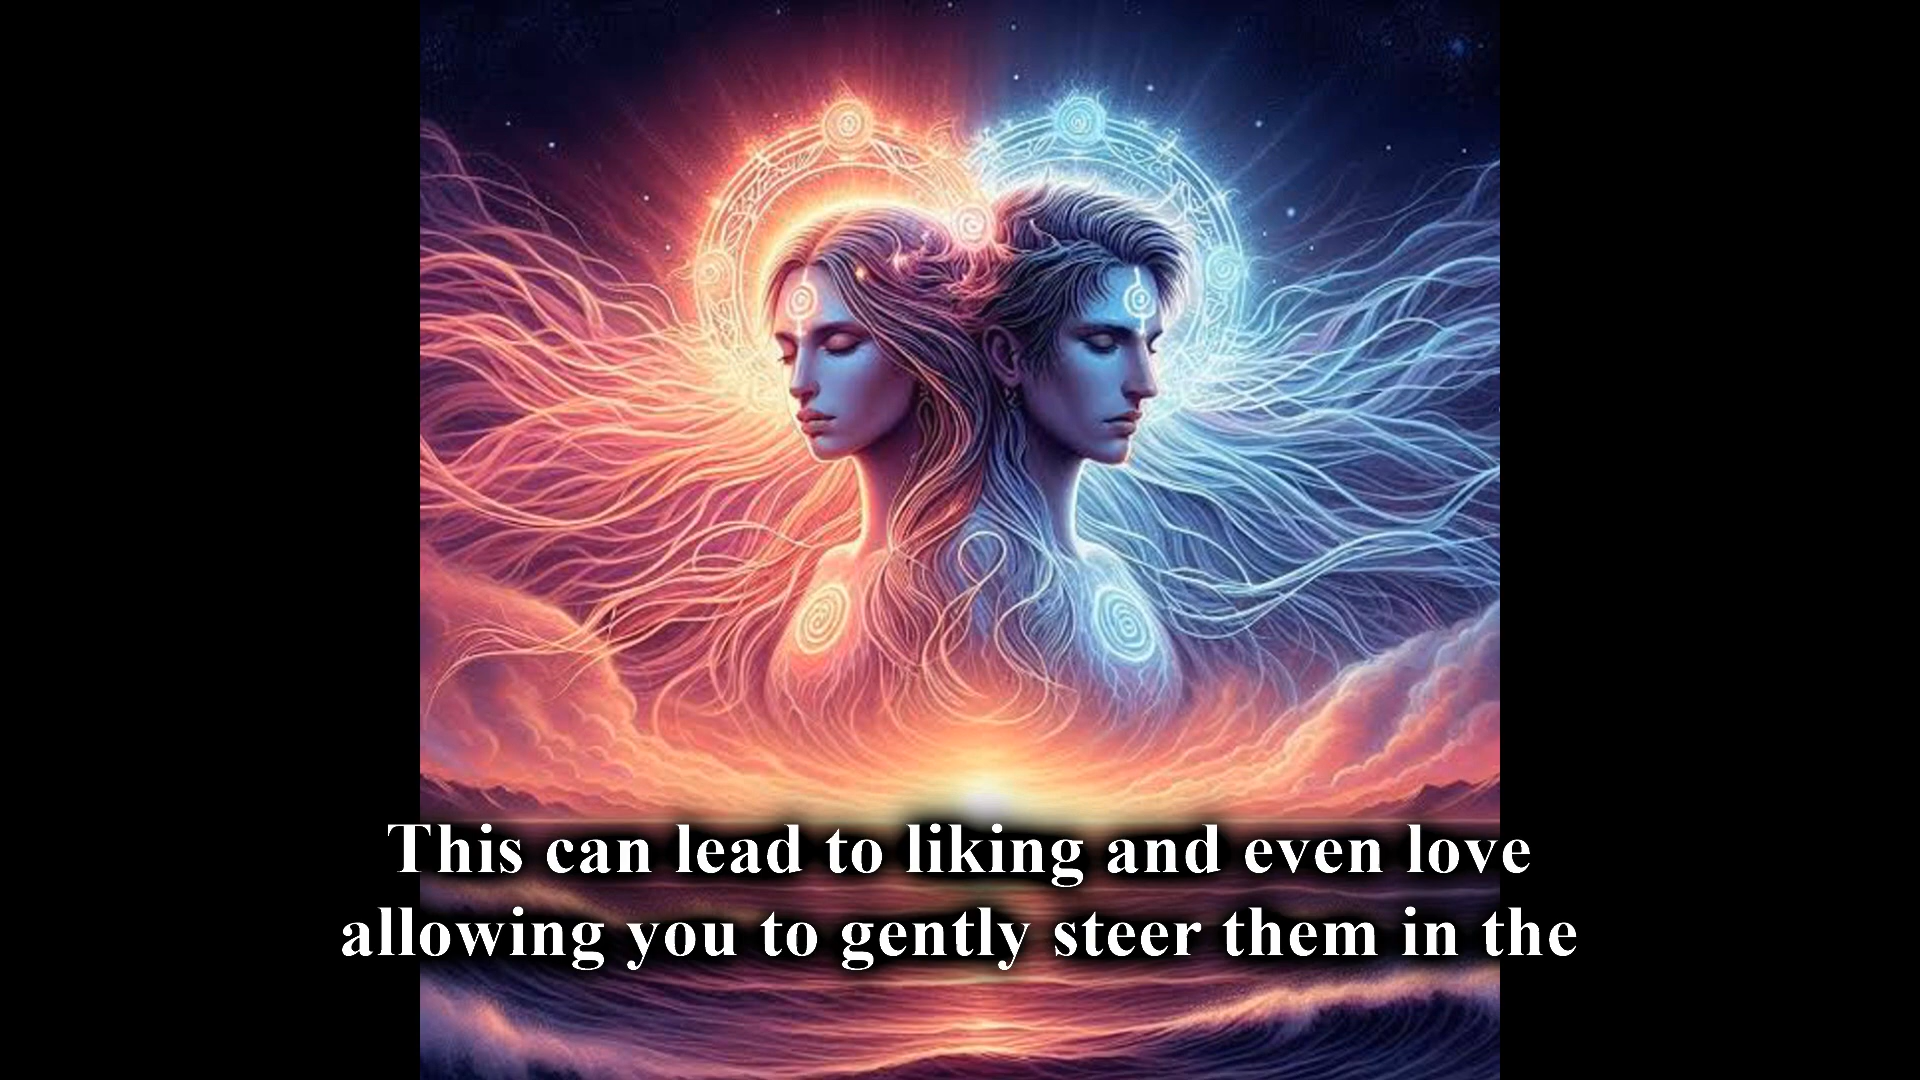 This can lead to liking and even love
allowing you to gently steer them in the